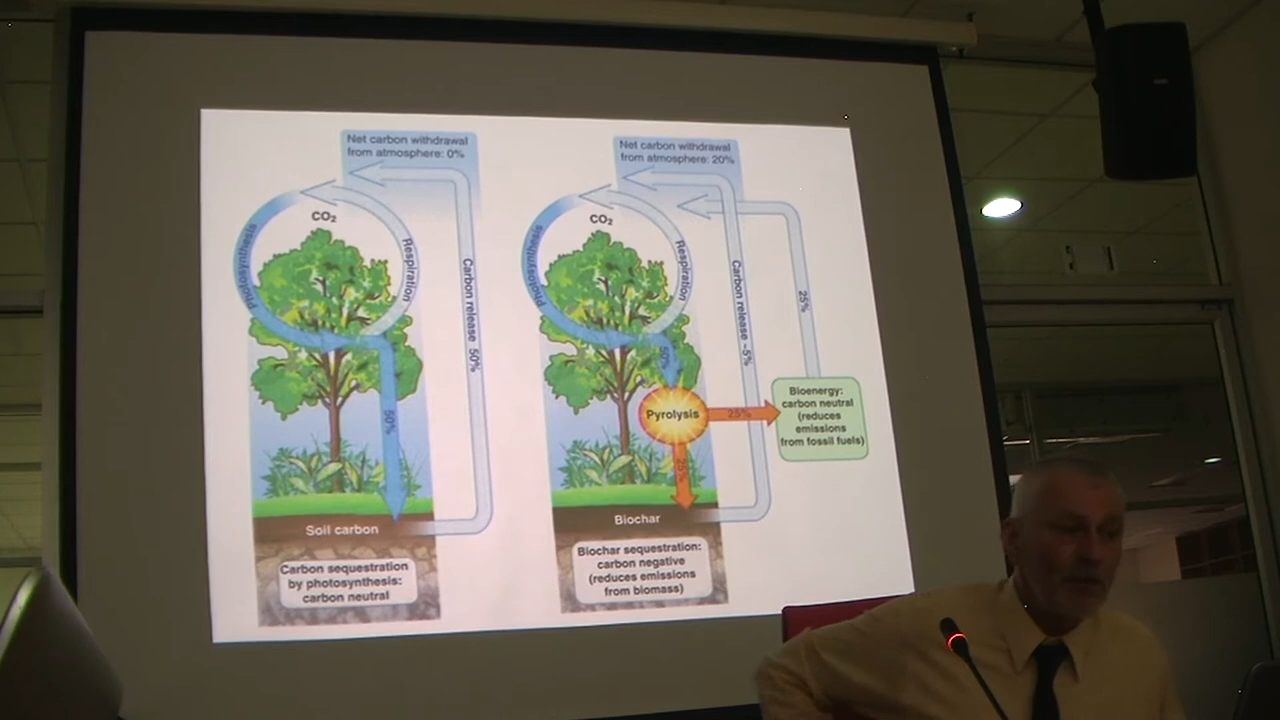 Net carbon withdrawal
from atmosphere: 0%
CO₂
Photosynthesis
Respiration
Carbon release 50%
50%
Soil carbon
Carbon sequestration
by photosynthesis:
carbon neutral
Net carbon withdrawal
from atmosphere: 20%
CO₂
Photosynthesis
Respiration
Carbon release ~5%
25%
50%
Pyrolysis
25%
Bioenergy:
carbon neutral
(reduces
emissions
from fossil fuels)
25%
Biochar
Biochar sequestration:
carbon negative
(reduces emissions
from biomass)